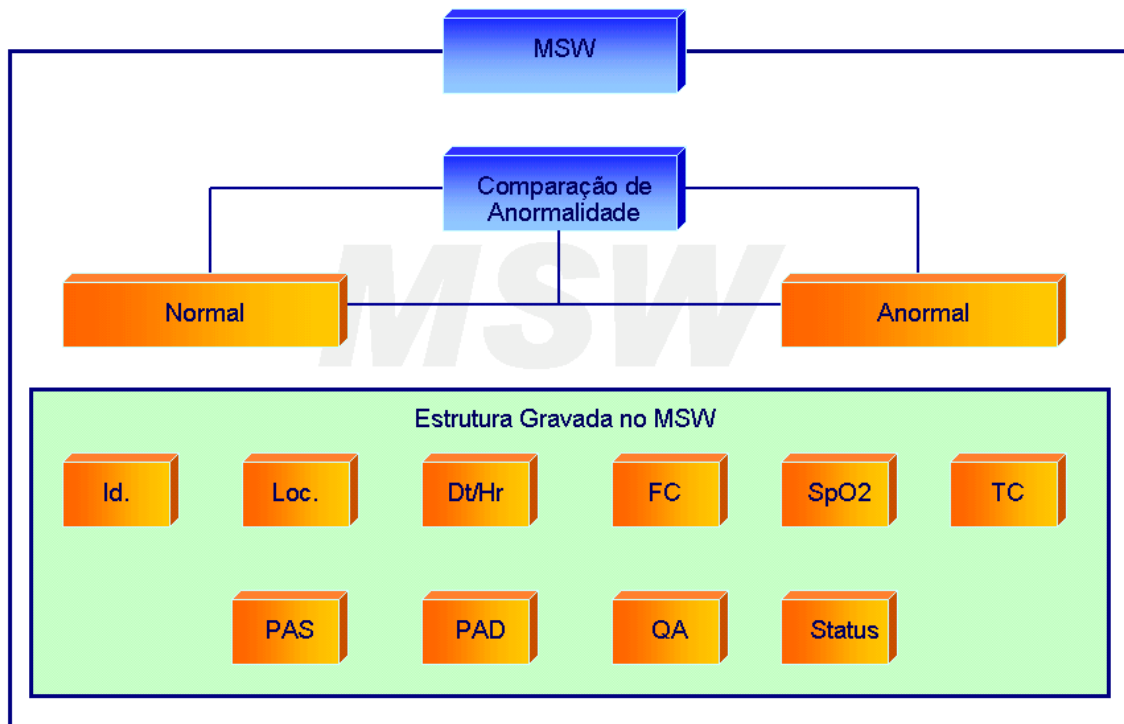 MSW
Comparação de
Anormalidade
MSW
Normal
Anormal
Estrutura Gravada no MSW
Id.
Loc.
Dt/Hr
FC
SpO2
TC
PAS
PAD
QA
Status